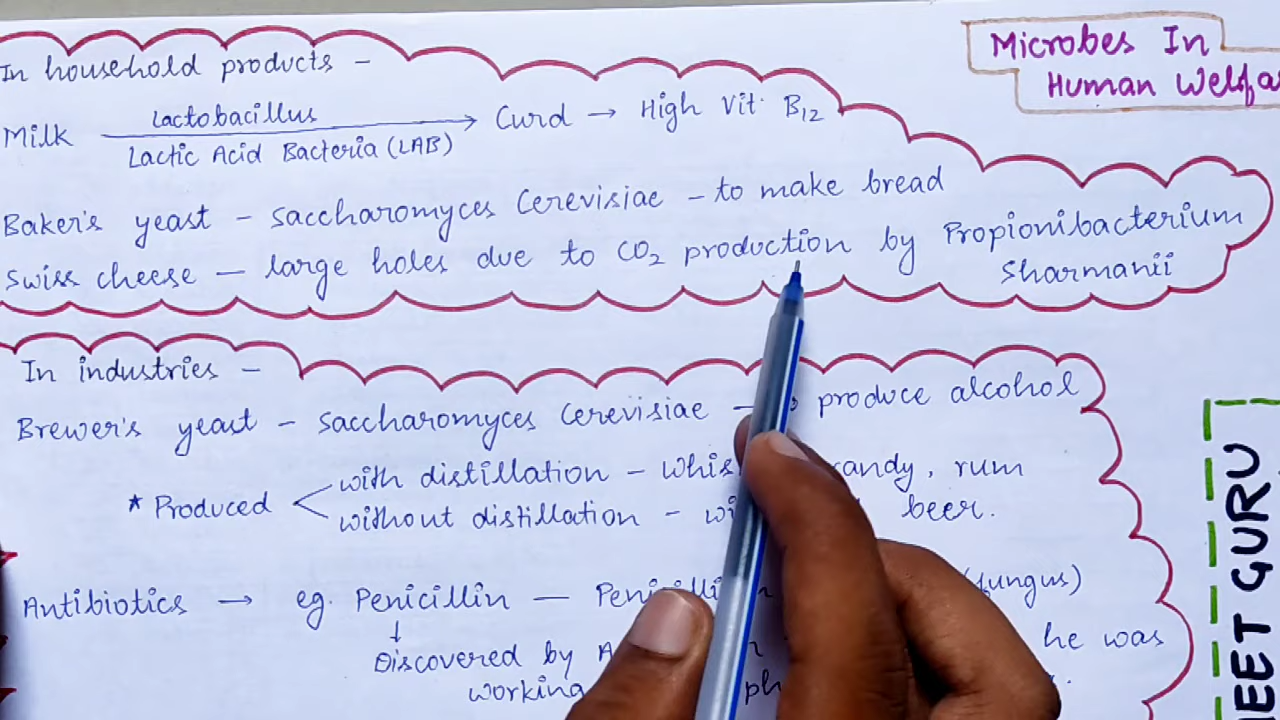 Microbes In
Human Welfa
In household products -
Milk Lactobacillus → Curd → High Vit. B12
Lactic Acid Bacteria (LAB)
Baker's yeast - saccharomyces cerevisiae - to make bread
Swiss cheese - large holes due to CO2 production by Propionibacterium
Sharmanii
In industries -
Brewer's yeast - saccharomyces cerevisiae - produce alcohol
* Produced
with distillation - rum
without distillation - beer.
Antibiotics → eg. Penicillin - (fungus)
↓
Discovered by he was
working
NEET GURU